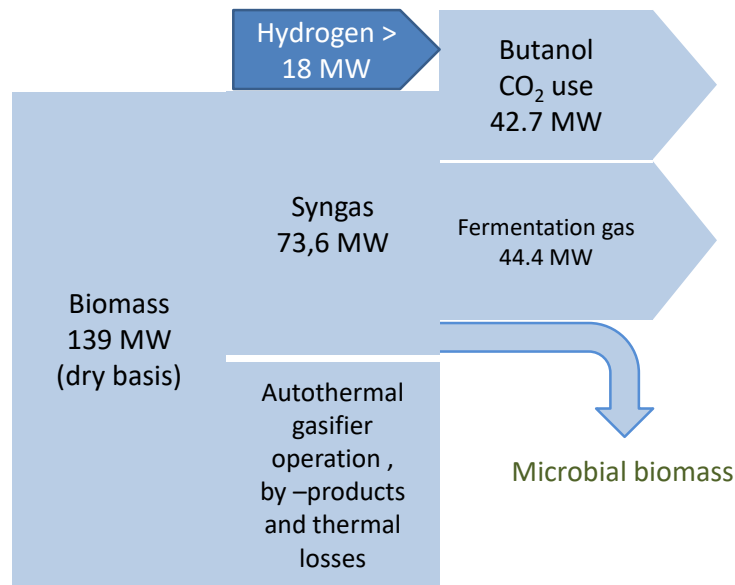 Hydrogen >
18 MW
Butanol
CO₂ use
42.7 MW
Syngas
73,6 MW
Fermentation gas
44.4 MW
Biomass
139 MW
(dry basis)
Autothermal
gasifier
operation ,
by –products
and thermal
losses
Microbial biomass